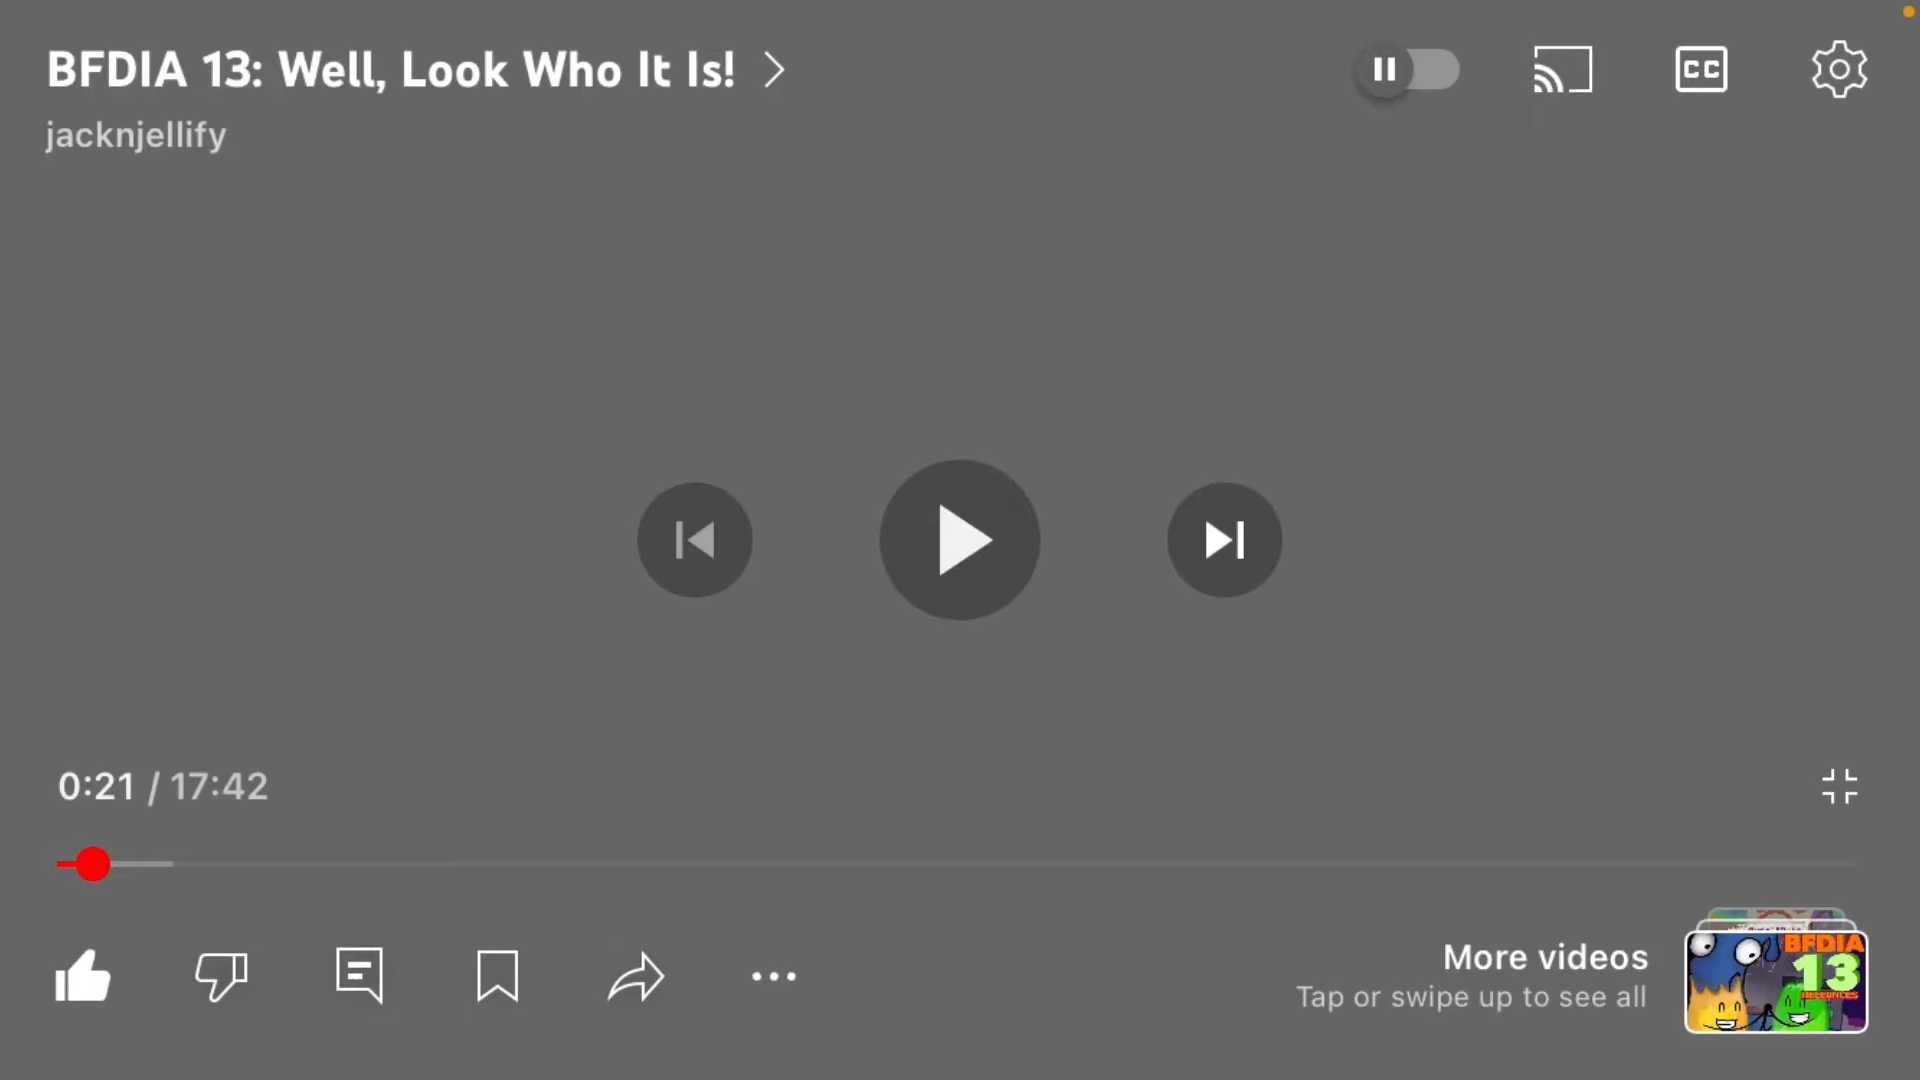 BFDIA 13: Well, Look Who It Is!
jacknjellify
CC
0:21 / 17:42
More videos
Tap or swipe up to see all
BFDIA
13